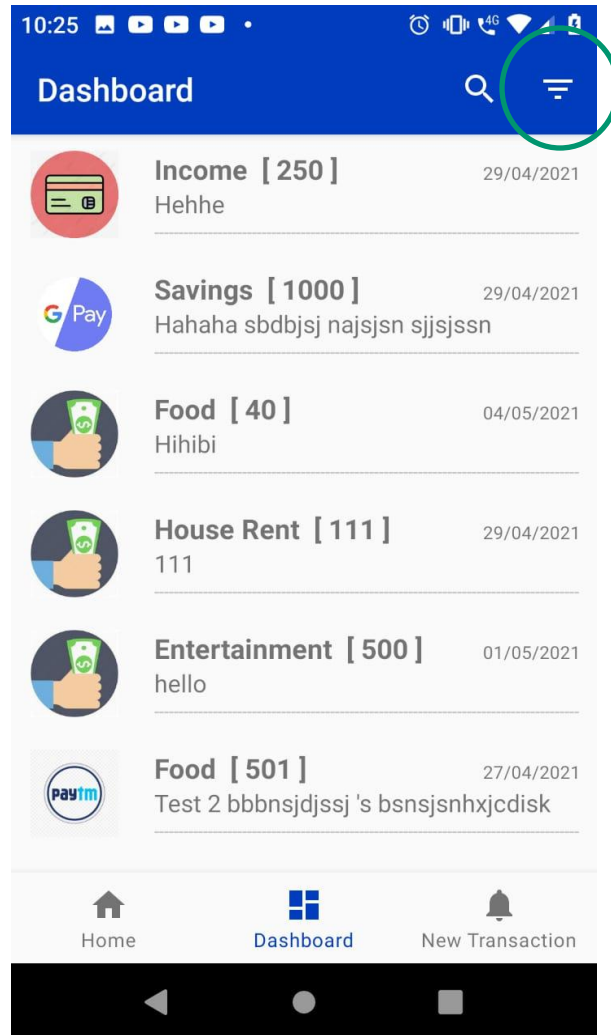 10:25
4G
Dashboard
Income [ 250 ]
29/04/2021
Hehhe
G Pay
Savings [ 1000 ]
29/04/2021
Hahaha sbdbjsj najsjsn sjjsjssn
Food [ 40 ]
04/05/2021
Hihibi
House Rent [ 111 ]
29/04/2021
111
Entertainment [ 500 ]
01/05/2021
hello
paytm
Food [ 501 ]
27/04/2021
Test 2 bbbnsjdjssj 's bsnsjsnhxjcdisk
Home
Dashboard
New Transaction